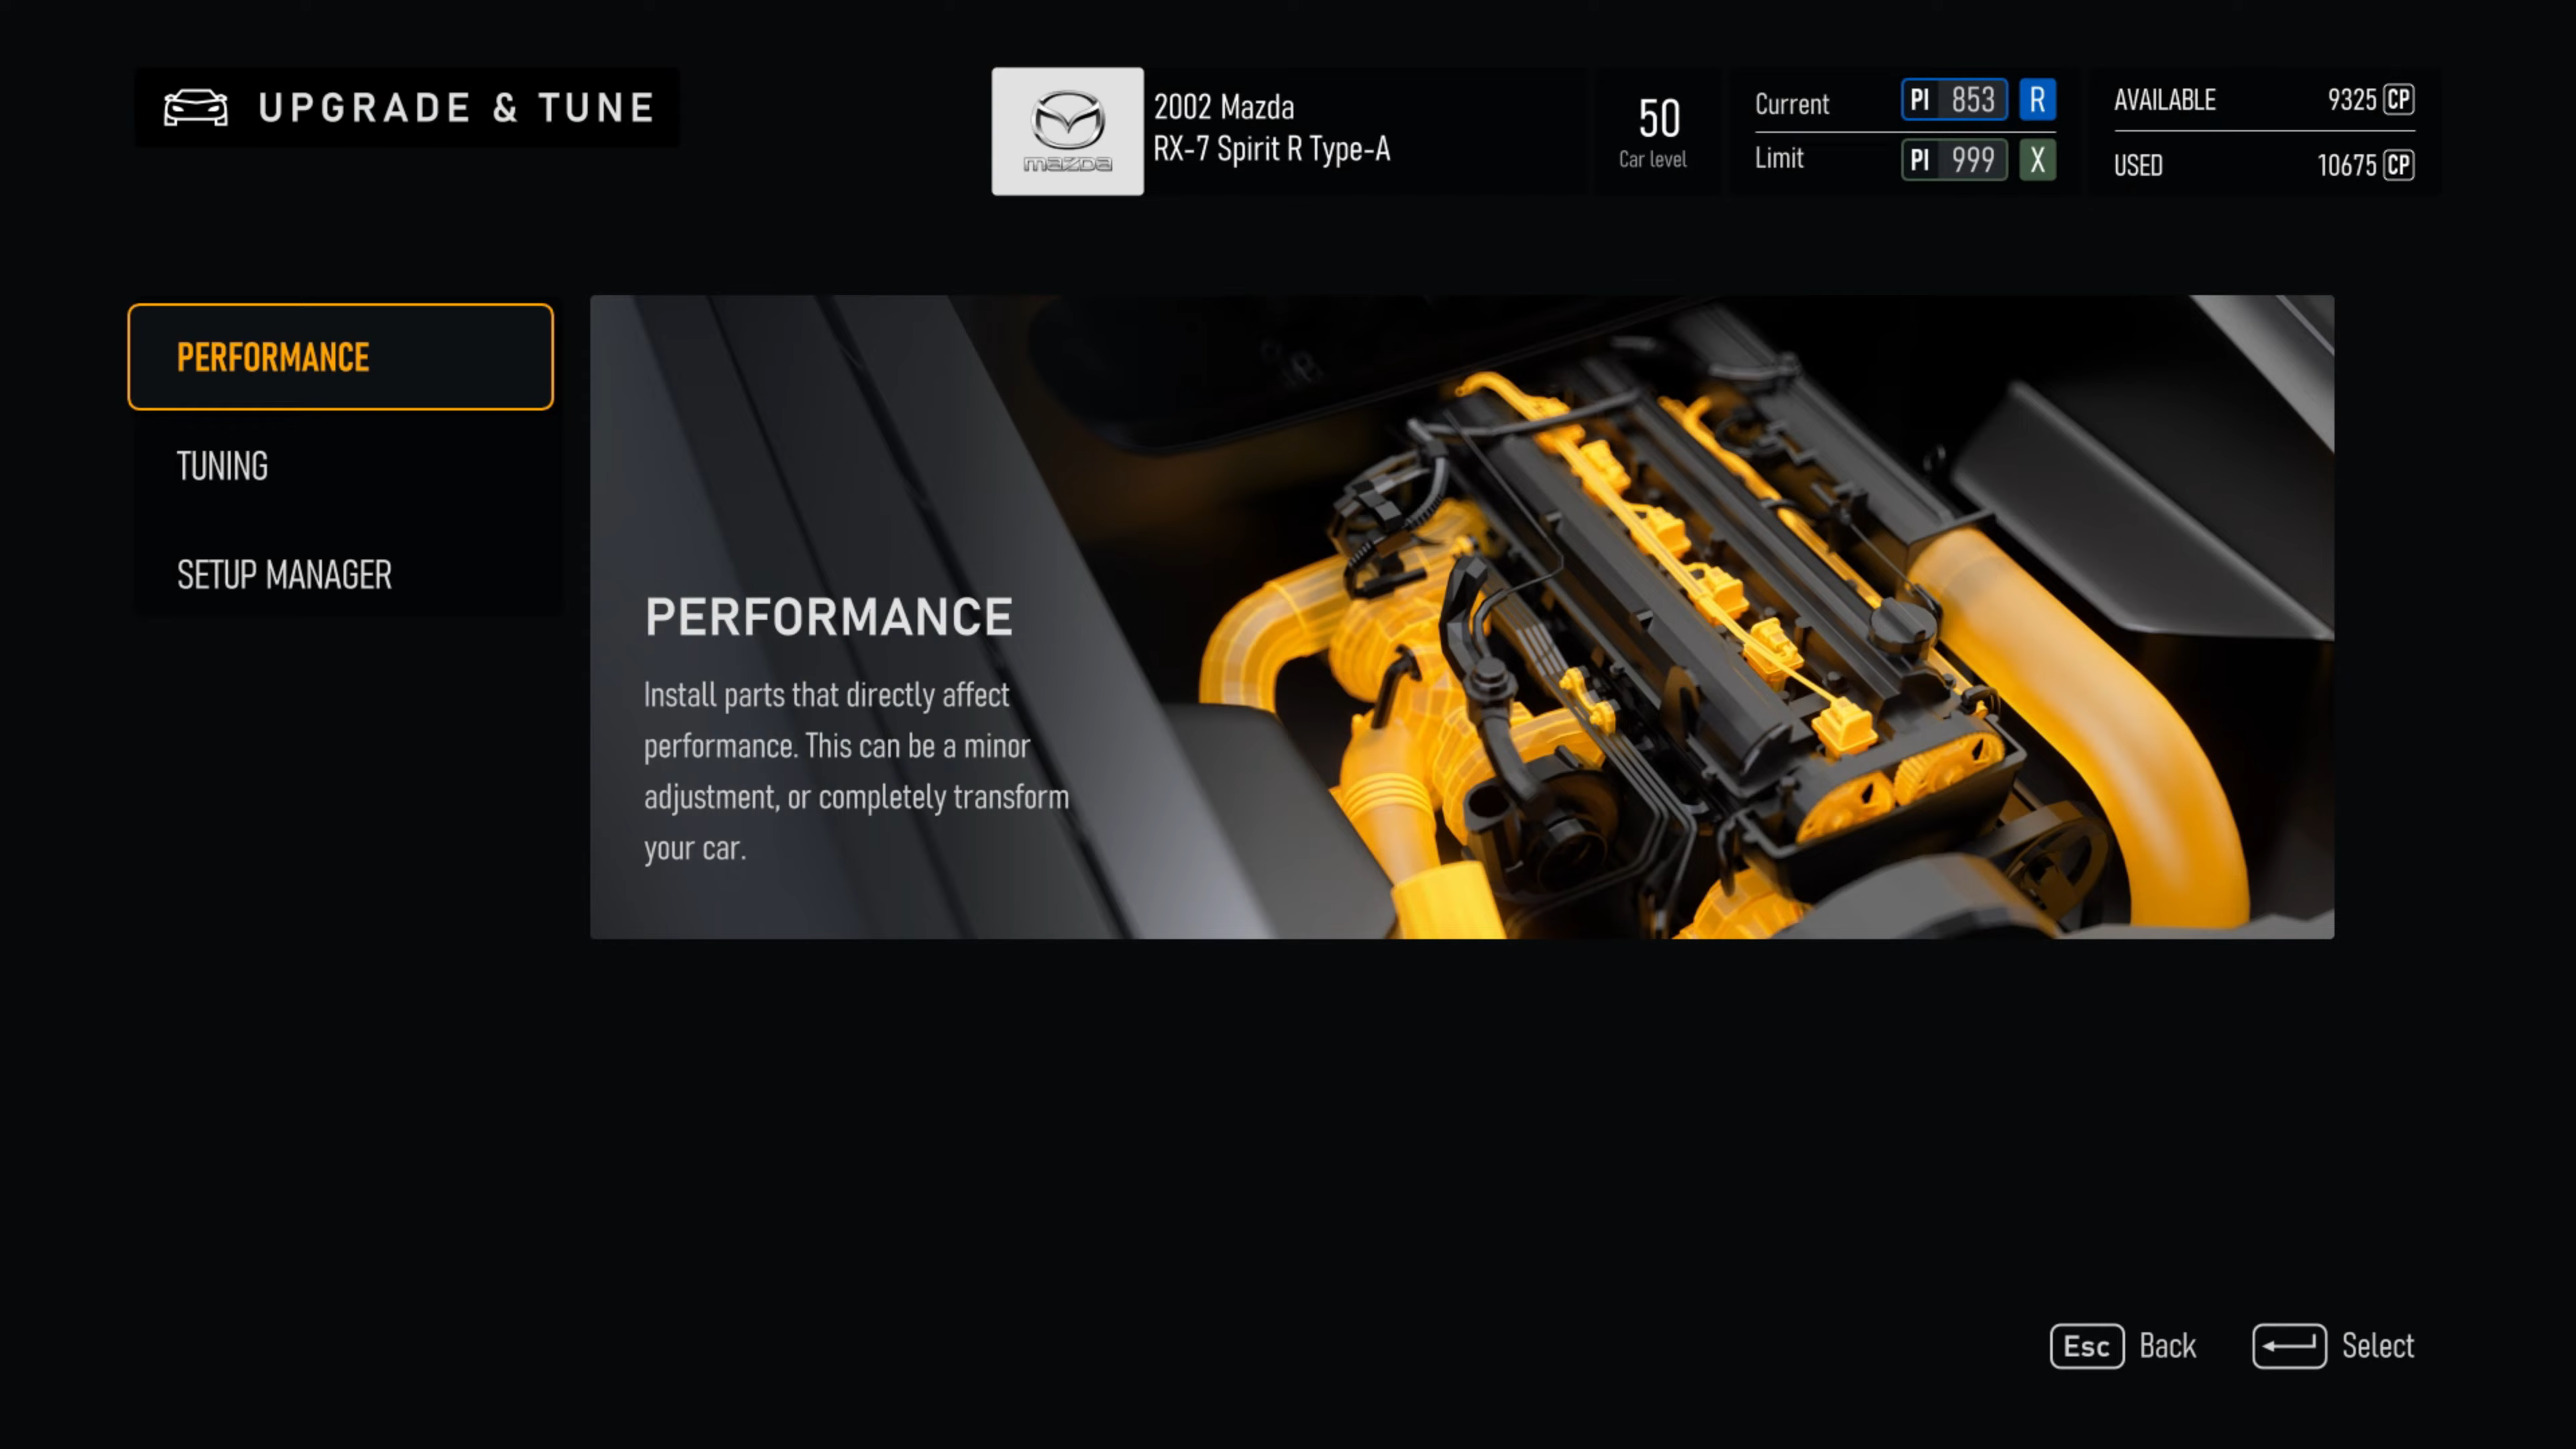 UPGRADE & TUNE
mazda
2002 Mazda
RX-7 Spirit R Type-A
50
Car level
Current PI 853 R
Limit PI 999 X
AVAILABLE 9325 CP
USED 10675 CP
PERFORMANCE
TUNING
SETUP MANAGER
PERFORMANCE
Install parts that directly affect
performance. This can be a minor
adjustment, or completely transform
your car.
Esc Back Select